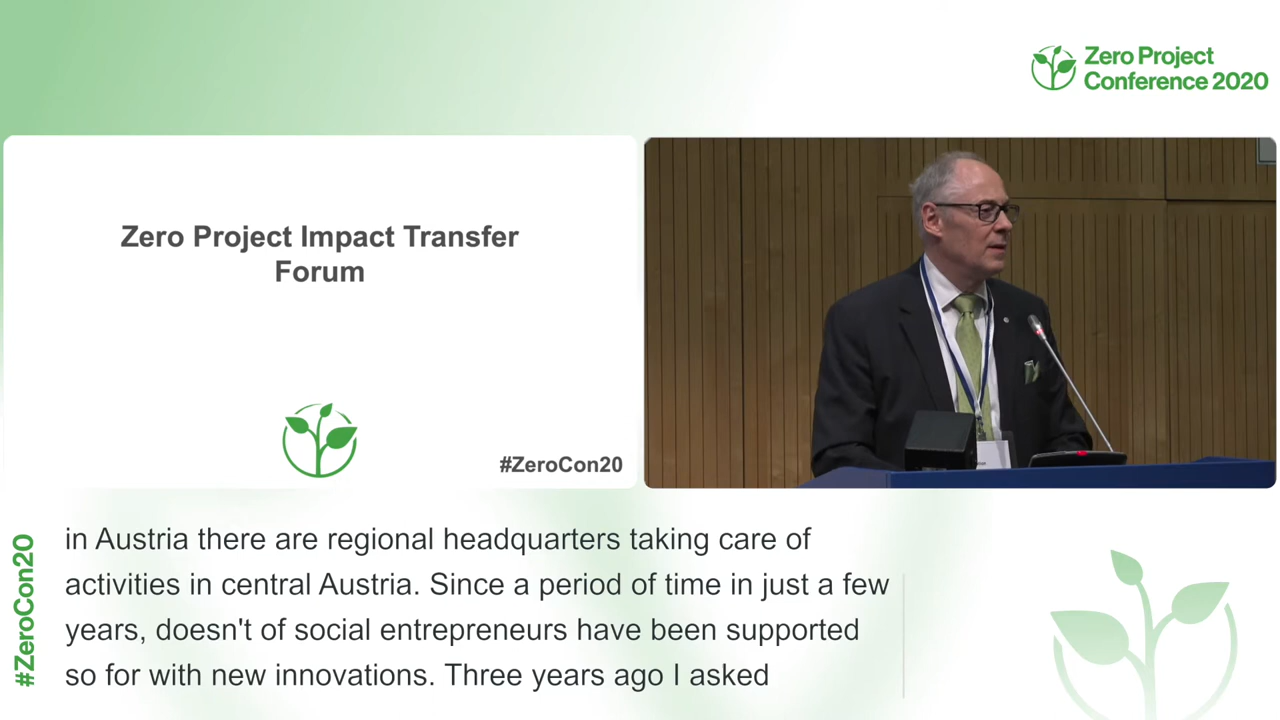 Zero Project
Conference 2020
Zero Project Impact Transfer
Forum
#ZeroCon20
#ZeroCon20
in Austria there are regional headquarters taking care of
activities in central Austria. Since a period of time in just a few
years, doesn't of social entrepreneurs have been supported
so for with new innovations. Three years ago I asked